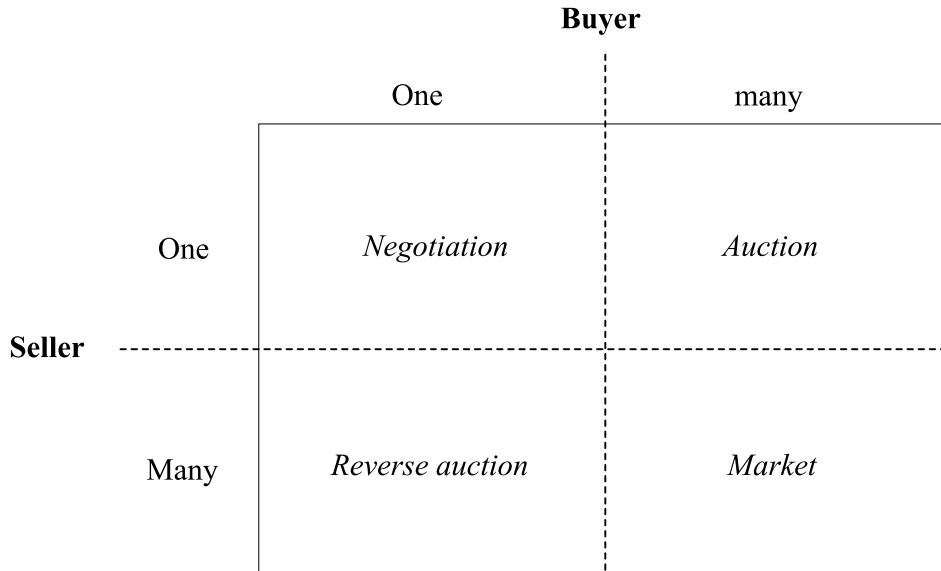 Buyer
One many
One Negotiation Auction
Seller
Many Reverse auction Market